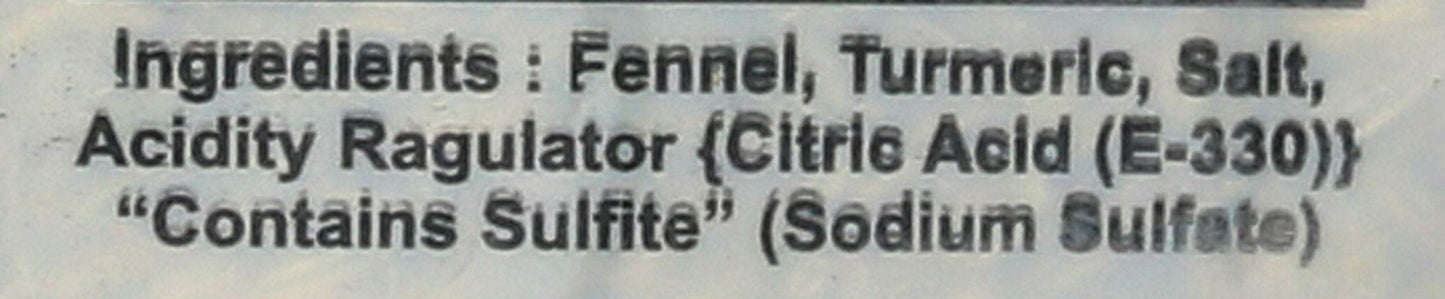 Ingredients : Fennel, Turmeric, Salt,
Acidity Ragulator {Citric Acid (E-330)}
“Contains Sulfite” (Sodium Sulfate)